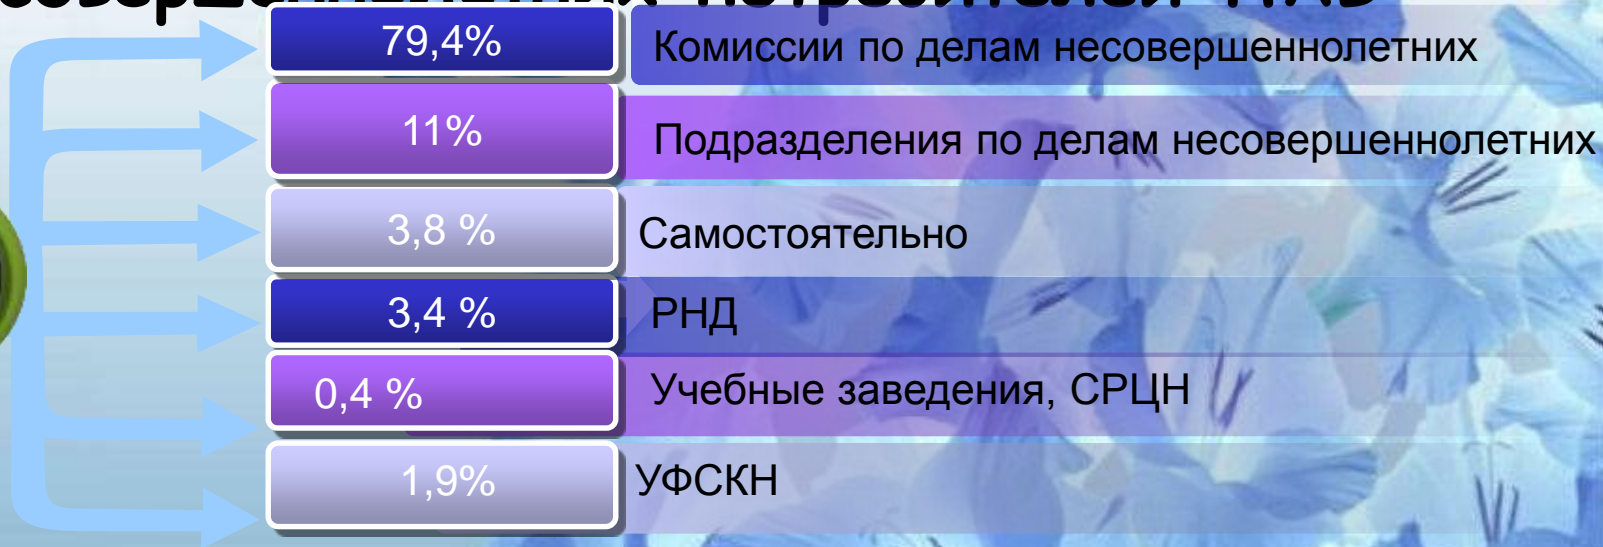 79,4% Комиссии по делам несовершеннолетних
11% Подразделения по делам несовершеннолетних
3,8 % Самостоятельно
3,4 % РНД
0,4 % Учебные заведения, СРЦН
1,9% УФСКН